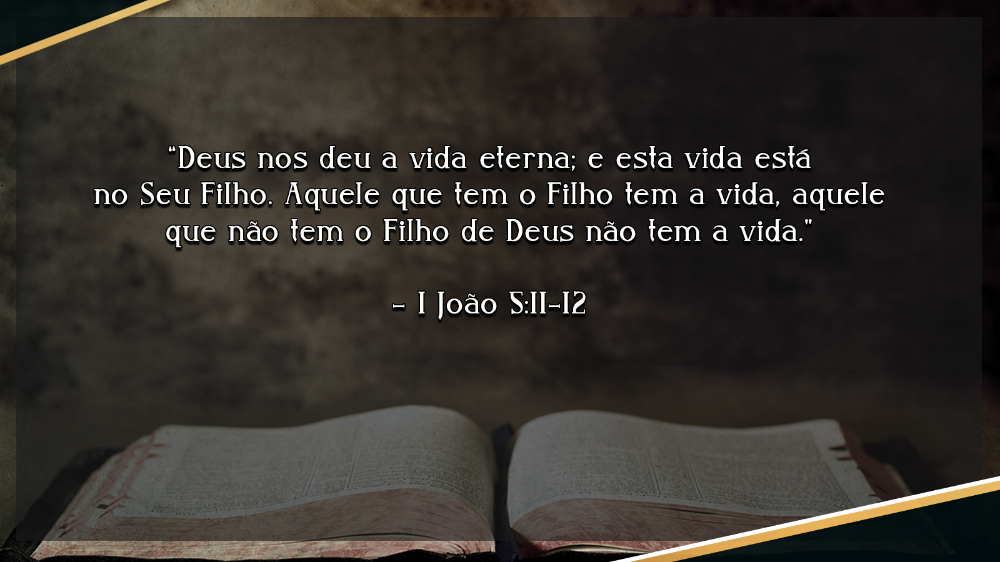 “Deus nos deu a vida eterna; e esta vida está
no Seu Filho. Aquele que tem o Filho tem a vida, aquele
que não tem o Filho de Deus não tem a vida."
- I João 5:11-12